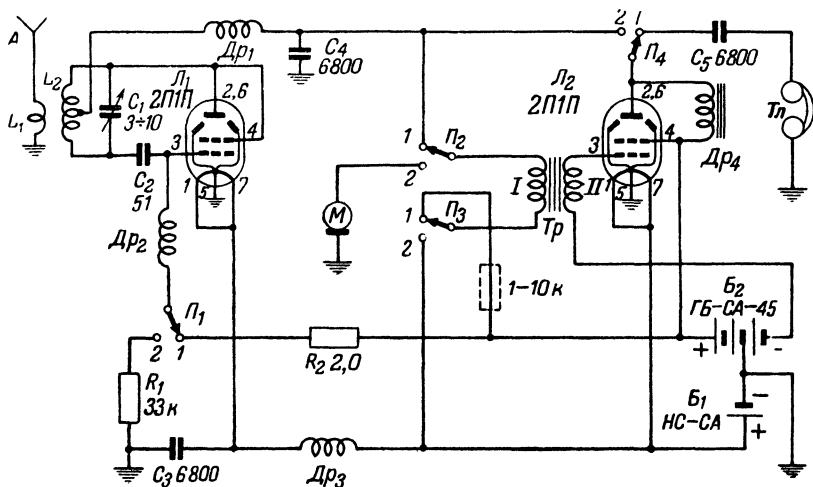 A
L₁
L₂
C₁
3÷10
C₂
51
Др₁
C₄
6800
Л₁
2П1П
2,6
3
4
1
5
7
Др₂
П₁
2
1
R₁
33к
C₃ 6800
Др₃
R₂ 2,0
М
1
П₂
2
1
П₃
2
I
II
Тр
1–10 к
Л₂
2П1П
2,6
3
4
1
5
7
2
1
П₄
C₅ 6800
Др₄
Тл
Б₂
ГБ-СА-45
+
-
Б₁
НС-СА
-
+